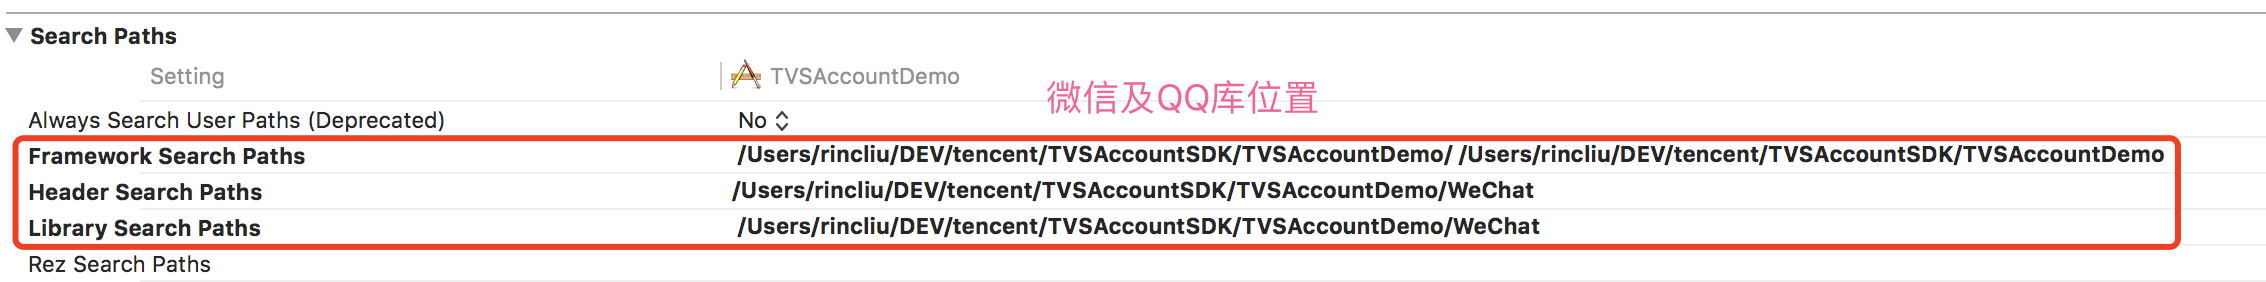 Search Paths
Setting TVSAccountDemo
微信及QQ库位置
Always Search User Paths (Deprecated) No
Framework Search Paths /Users/rincliu/DEV/tencent/TVSAccountSDK/TVSAccountDemo/ /Users/rincliu/DEV/tencent/TVSAccountSDK/TVSAccountDemo
Header Search Paths /Users/rincliu/DEV/tencent/TVSAccountSDK/TVSAccountDemo/WeChat
Library Search Paths /Users/rincliu/DEV/tencent/TVSAccountSDK/TVSAccountDemo/WeChat
Rez Search Paths